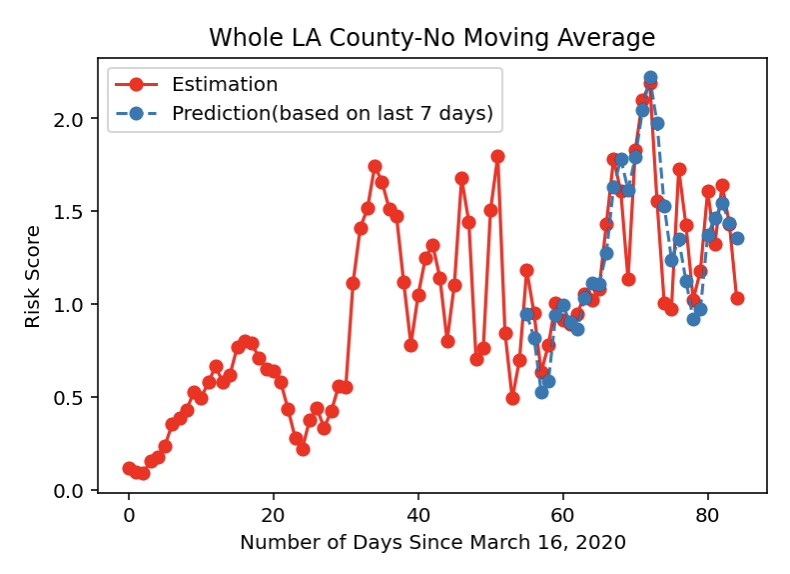 Whole LA County-No Moving Average
Estimation
Prediction(based on last 7 days)
2.0
1.5
1.0
0.5
0.0
Risk Score
0 20 40 60 80
Number of Days Since March 16, 2020